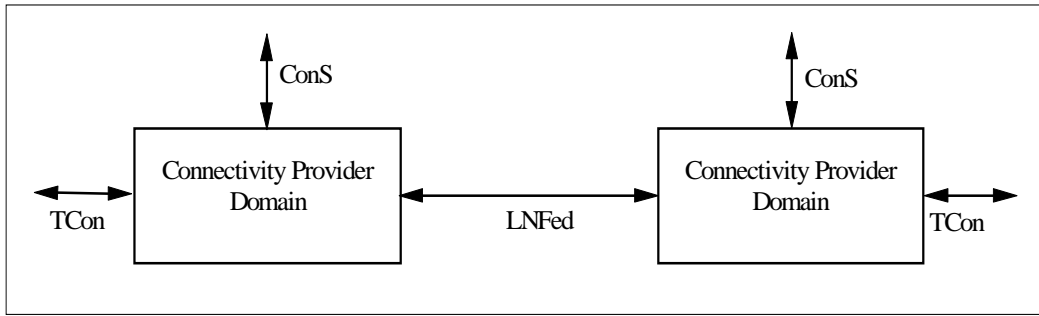 ConS
ConS
Connectivity Provider
Domain
Connectivity Provider
Domain
TCon
LNFed
TCon